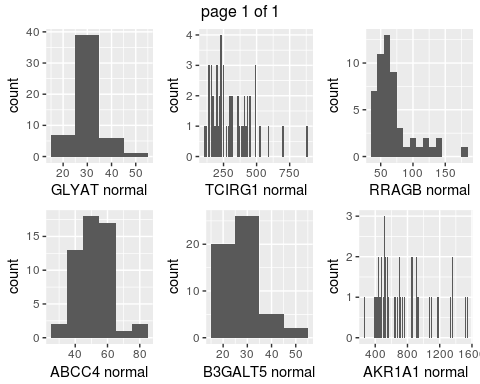 page 1 of 1
40
30
20
10
0
count
20 30 40 50
GLYAT normal
4
3
2
1
0
count
250 500 750
TCIRG1 normal
10
5
0
count
50 100 150
RRAGB normal
15
10
5
0
count
40 60 80
ABCC4 normal
20
10
0
count
20 30 40 50
B3GALT5 normal
3
2
1
0
count
400 800 1200 1600
AKR1A1 normal